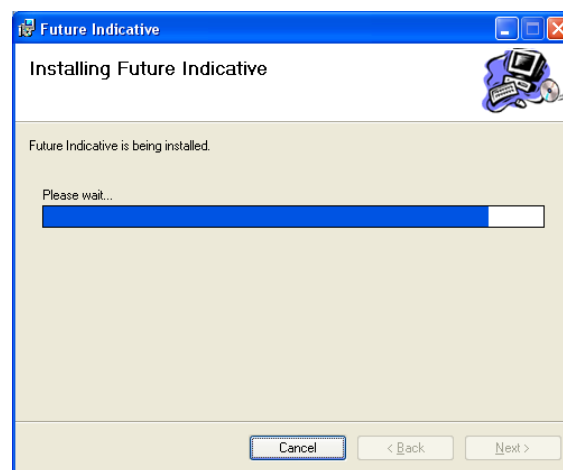 Future Indicative
Installing Future Indicative
Future Indicative is being installed.
Please wait...
Cancel
< Back
Next >